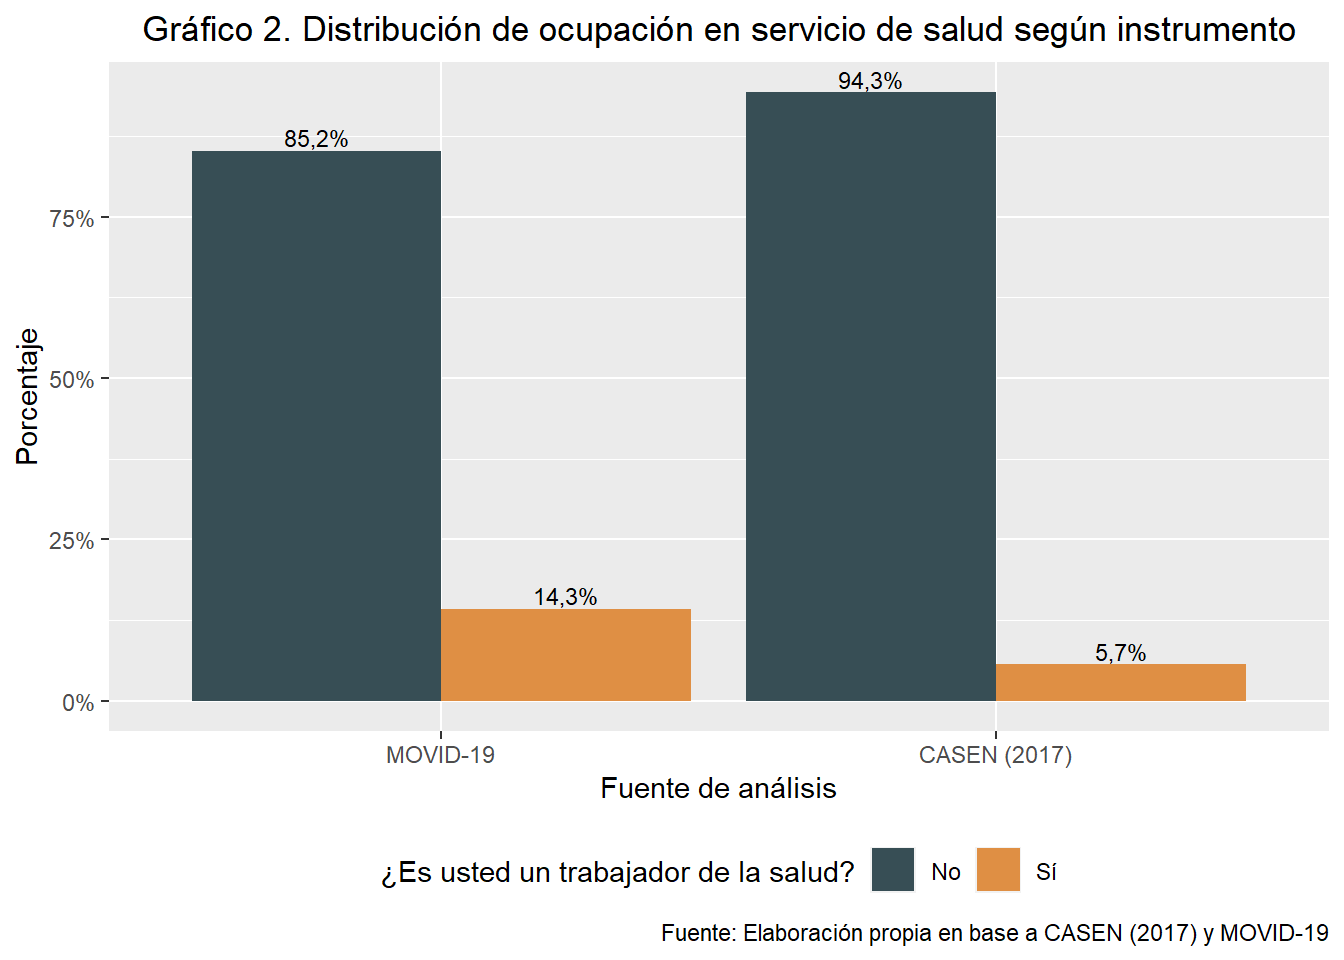 Gráfico 2. Distribución de ocupación en servicio de salud según instrumento
94,3%
85,2%
75%
50%
25%
14,3%
5,7%
0%
Porcentaje
MOVID-19
CASEN (2017)
Fuente de análisis
¿Es usted un trabajador de la salud? No Sí
Fuente: Elaboración propia en base a CASEN (2017) y MOVID-19